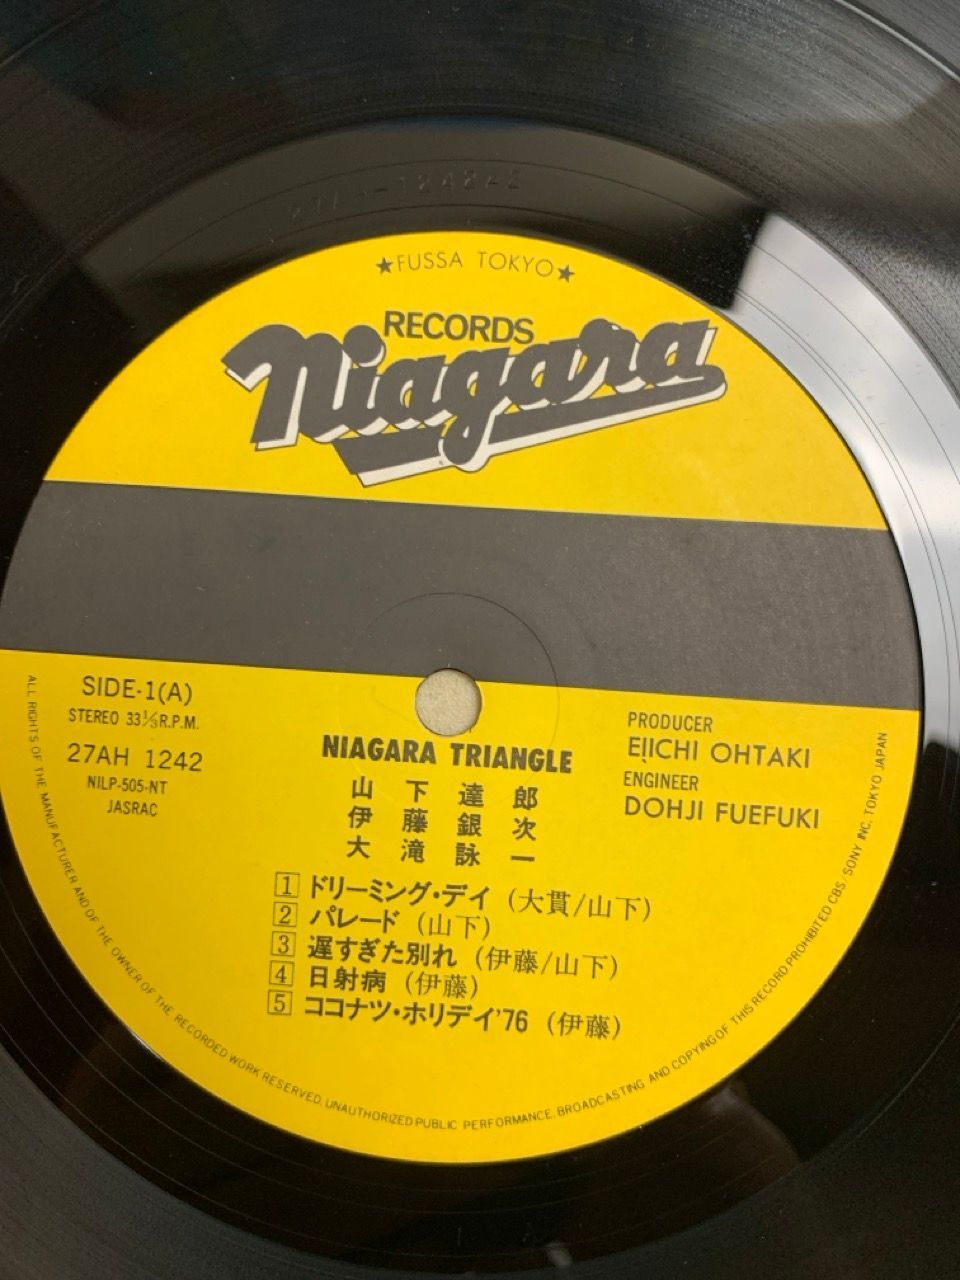 ★FUSSA TOKYO★
RECORDS
Niagara
SIDE-1(A)
STEREO 33⅓R.P.M.
27AH 1242
NILP-505-NT
JASRAC
PRODUCER
EIICHI OHTAKI
ENGINEER
DOHJI FUEFUKI
NIAGARA TRIANGLE
山下達郎
伊藤銀次
大滝詠一
1 ドリーミング・デイ (大貫/山下)
2 パレード (山下)
3 遅すぎた別れ (伊藤/山下)
4 日射病 (伊藤)
5 ココナツ・ホリデイ'76 (伊藤)
ALL RIGHTS OF THE MANUFACTURER AND OF THE OWNER OF THE RECORDED WORK RESERVED. UNAUTHORIZED PUBLIC PERFORMANCE, BROADCASTING AND COPYING OF THIS RECORD PROHIBITED CBS/SONY INC. TOKYO JAPAN